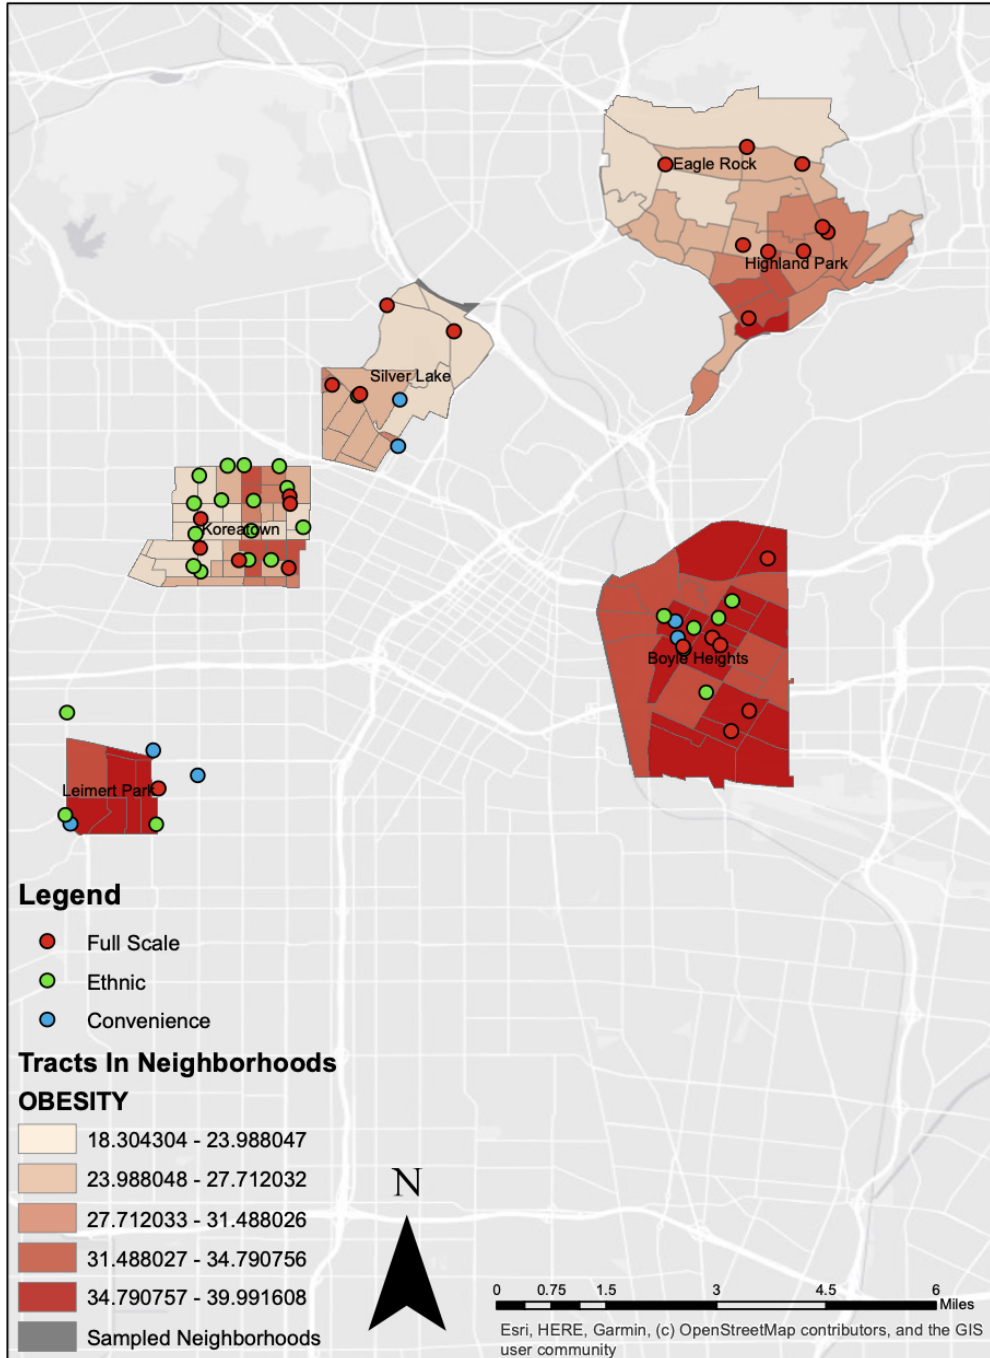 Eagle Rock
Highland Park
Silver Lake
Koreatown
Boyle Heights
Leimert Park
Legend
Full Scale
Ethnic
Convenience
Tracts In Neighborhoods
OBESITY
18.304304 - 23.988047
23.988048 - 27.712032
27.712033 - 31.488026
31.488027 - 34.790756
34.790757 - 39.991608
Sampled Neighborhoods
N
0 0.75 1.5 3 4.5 6
Miles
Esri, HERE, Garmin, (c) OpenStreetMap contributors, and the GIS
user community